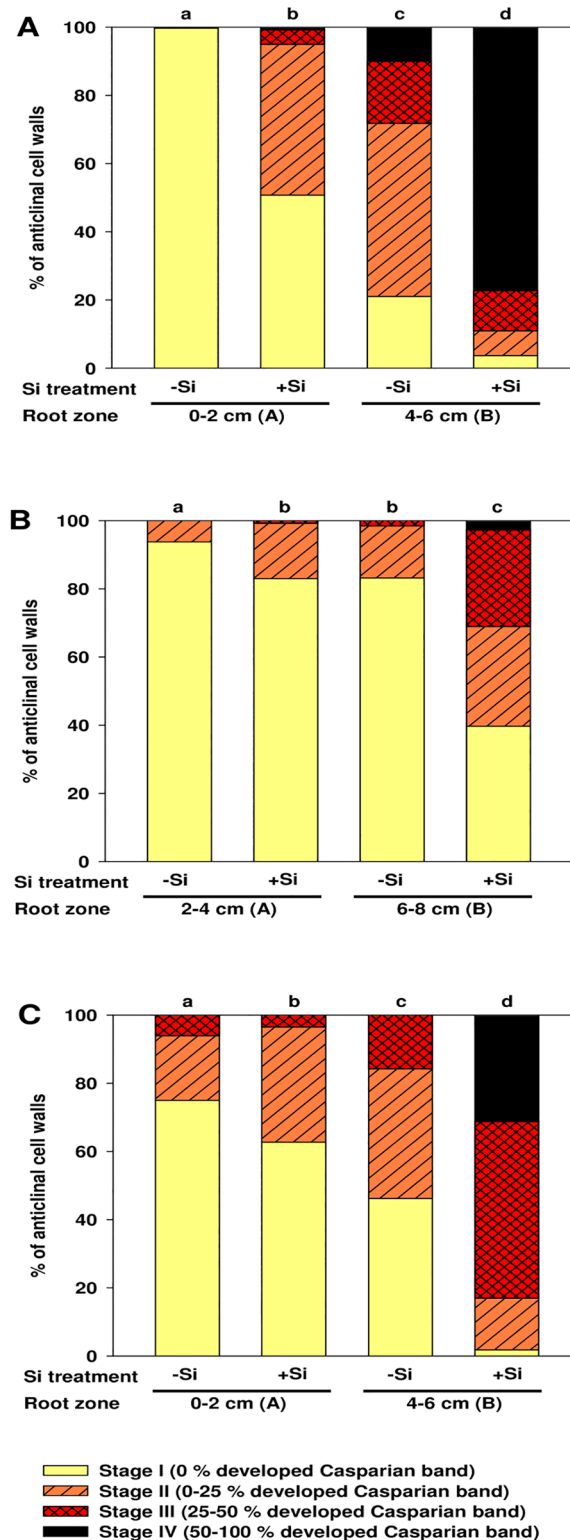 A
a b c d
100
80
60
40
20
0
% of anticlinal cell walls
Si treatment -Si +Si -Si +Si
Root zone 0-2 cm (A) 4-6 cm (B)
B
a b b c
100
80
60
40
20
0
% of anticlinal cell walls
Si treatment -Si +Si -Si +Si
Root zone 2-4 cm (A) 6-8 cm (B)
C
a b c d
100
80
60
40
20
0
% of anticlinal cell walls
Si treatment -Si +Si -Si +Si
Root zone 0-2 cm (A) 4-6 cm (B)
Stage I (0 % developed Casparian band)
Stage II (0-25 % developed Casparian band)
Stage III (25-50 % developed Casparian band)
Stage IV (50-100 % developed Casparian band)